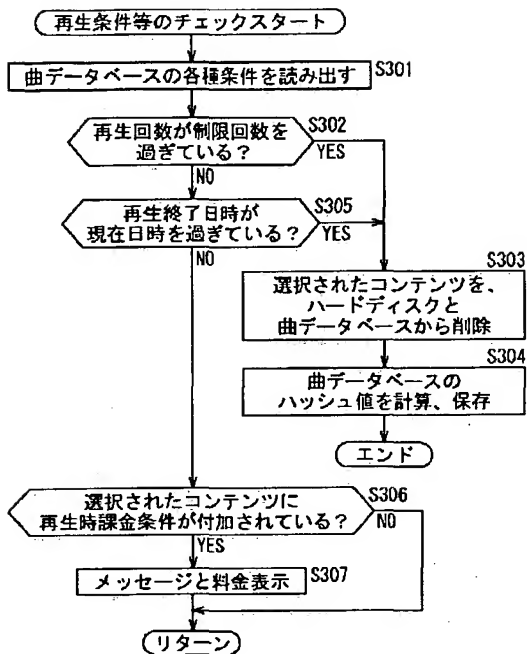 再生条件等のチェックスタート
S301
曲データベースの各種条件を読み出す
S302
再生回数が制限回数を
過ぎている?
YES
NO
S305
再生終了日時が
現在日時を過ぎている?
YES
NO
S303
選択されたコンテンツを、
ハードディスクと
曲データベースから削除
S304
曲データベースの
ハッシュ値を計算、保存
エンド
S306
選択されたコンテンツに
再生時課金条件が付加されている?
NO
YES
メッセージと料金表示
S307
リターン